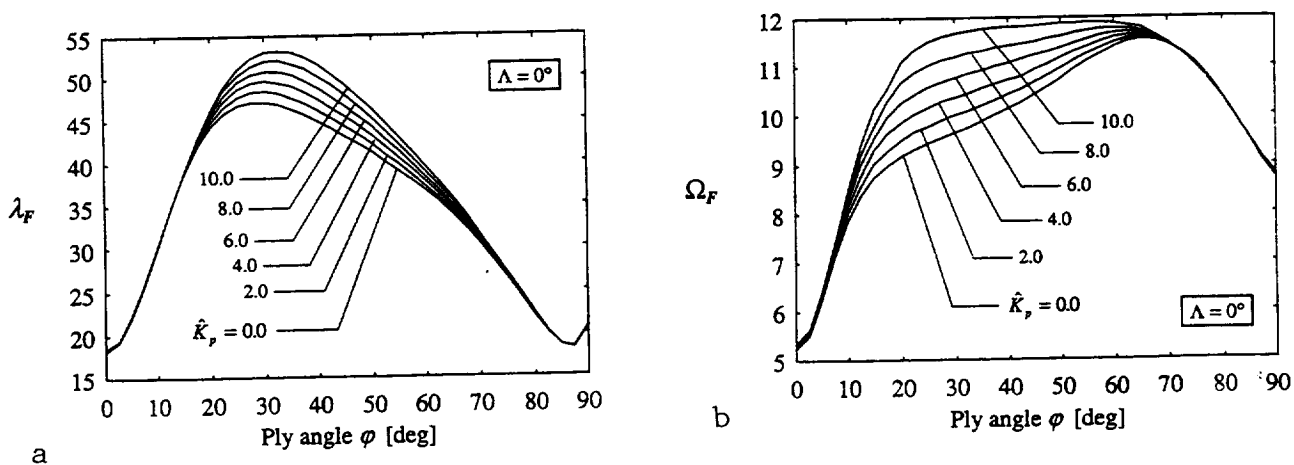 55
50
45
40
35
30
25
20
15
λ_F
Λ = 0°
10.0
8.0
6.0
4.0
2.0
K̂_p = 0.0
0 10 20 30 40 50 60 70 80 90
Ply angle φ [deg]
a
12
11
10
9
8
7
6
5
Ω_F
10.0
8.0
6.0
4.0
2.0
K̂_p = 0.0
Λ = 0°
0 10 20 30 40 50 60 70 80 90
Ply angle φ [deg]
b